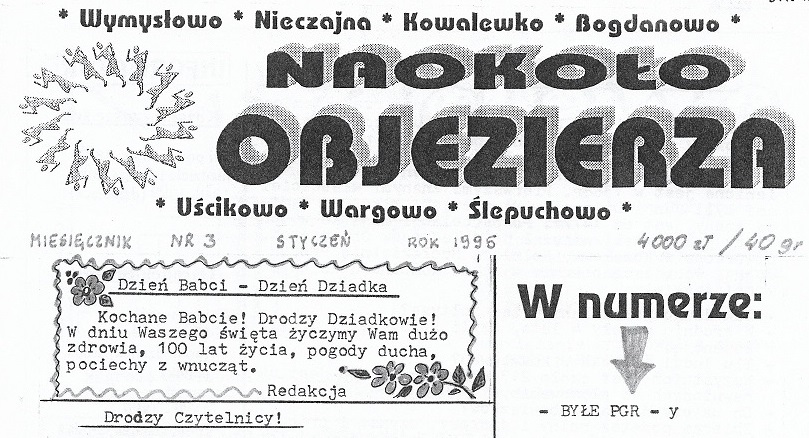 * Wymysłowo * Nieczajna * Kowalewko * Bogdanowo *
NAOKOŁO
OBJEZIERZA
* Uścikowo * Wargowo * Ślepuchowo *
MIESIĘCZNIK NR 3 STYCZEŃ ROK 1996 4000 zł / 40 gr
Dzień Babci - Dzień Dziadka
Kochane Babcie! Drodzy Dziadkowie!
W dniu Waszego święta życzymy Wam dużo
zdrowia, 100 lat życia, pogody ducha,
pociechy z wnucząt.
Redakcja
Drodzy Czytelnicy!
W numerze:
- BYŁE PGR - y